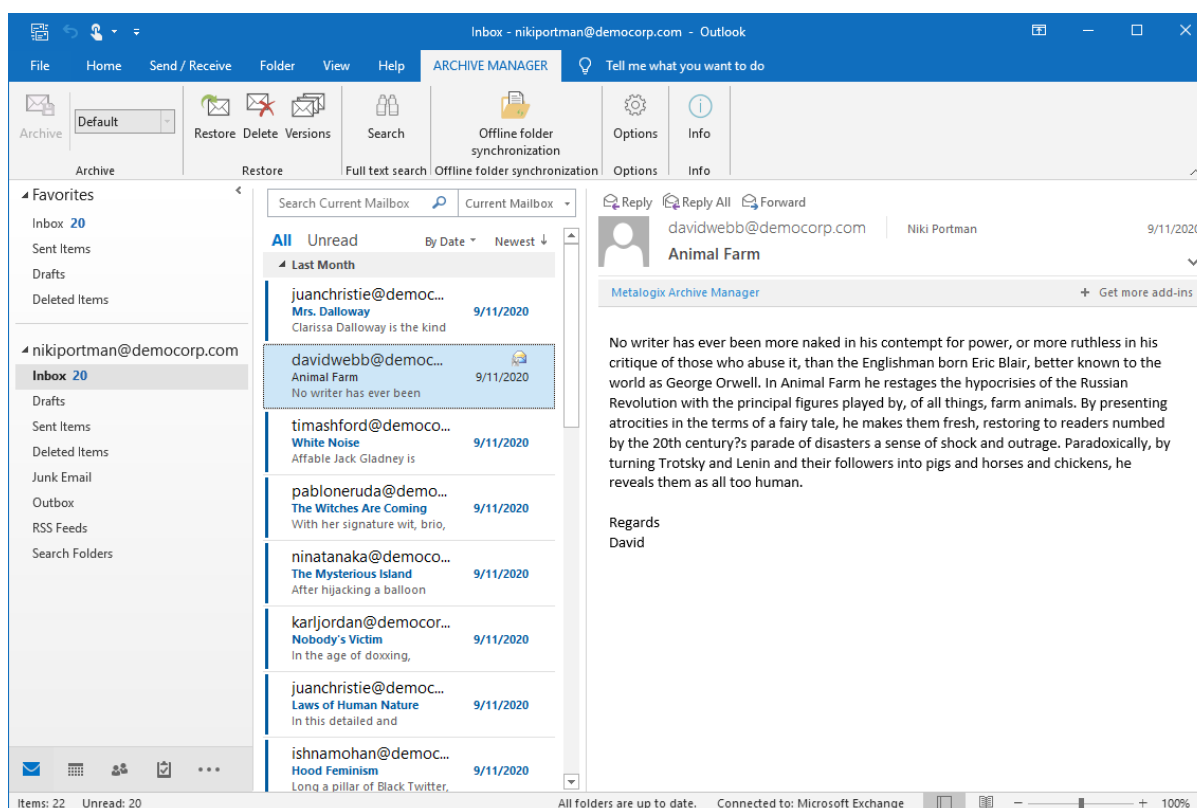 Inbox - nikiportman@democorp.com - Outlook
File Home Send / Receive Folder View Help ARCHIVE MANAGER Tell me what you want to do
Archive
Default
Restore Delete Versions
Search
Offline folder
synchronization
Options
Info
Archive Restore Full text search Offline folder synchronization Options Info
Favorites
Inbox 20
Sent Items
Drafts
Deleted Items
nikiportman@democorp.com
Inbox 20
Drafts
Sent Items
Deleted Items
Junk Email
Outbox
RSS Feeds
Search Folders
Search Current Mailbox Current Mailbox
All Unread By Date Newest ↓
Last Month
juanchristie@democ...
Mrs. Dalloway 9/11/2020
Clarissa Dalloway is the kind
davidwebb@democ...
Animal Farm 9/11/2020
No writer has ever been
timashford@democo...
White Noise 9/11/2020
Affable Jack Gladney is
pabloneruda@demo...
The Witches Are Coming 9/11/2020
With her signature wit, brio,
ninatanaka@democo...
The Mysterious Island 9/11/2020
After hijacking a balloon
karljordan@democor...
Nobody's Victim 9/11/2020
In the age of doxxing,
juanchristie@democ...
Laws of Human Nature 9/11/2020
In this detailed and
ishnamohan@democ...
Hood Feminism 9/11/2020
Long a pillar of Black Twitter,
Reply Reply All Forward
davidwebb@democorp.com Niki Portman 9/11/2020
Animal Farm
Metalogix Archive Manager + Get more add-ins
No writer has ever been more naked in his contempt for power, or more ruthless in his
critique of those who abuse it, than the Englishman born Eric Blair, better known to the
world as George Orwell. In Animal Farm he restages the hypocrisies of the Russian
Revolution with the principal figures played by, of all things, farm animals. By presenting
atrocities in the terms of a fairy tale, he makes them fresh, restoring to readers numbed
by the 20th century?s parade of disasters a sense of shock and outrage. Paradoxically, by
turning Trotsky and Lenin and their followers into pigs and horses and chickens, he
reveals them as all too human.
Regards
David
Items: 22 Unread: 20 All folders are up to date. Connected to: Microsoft Exchange 100%